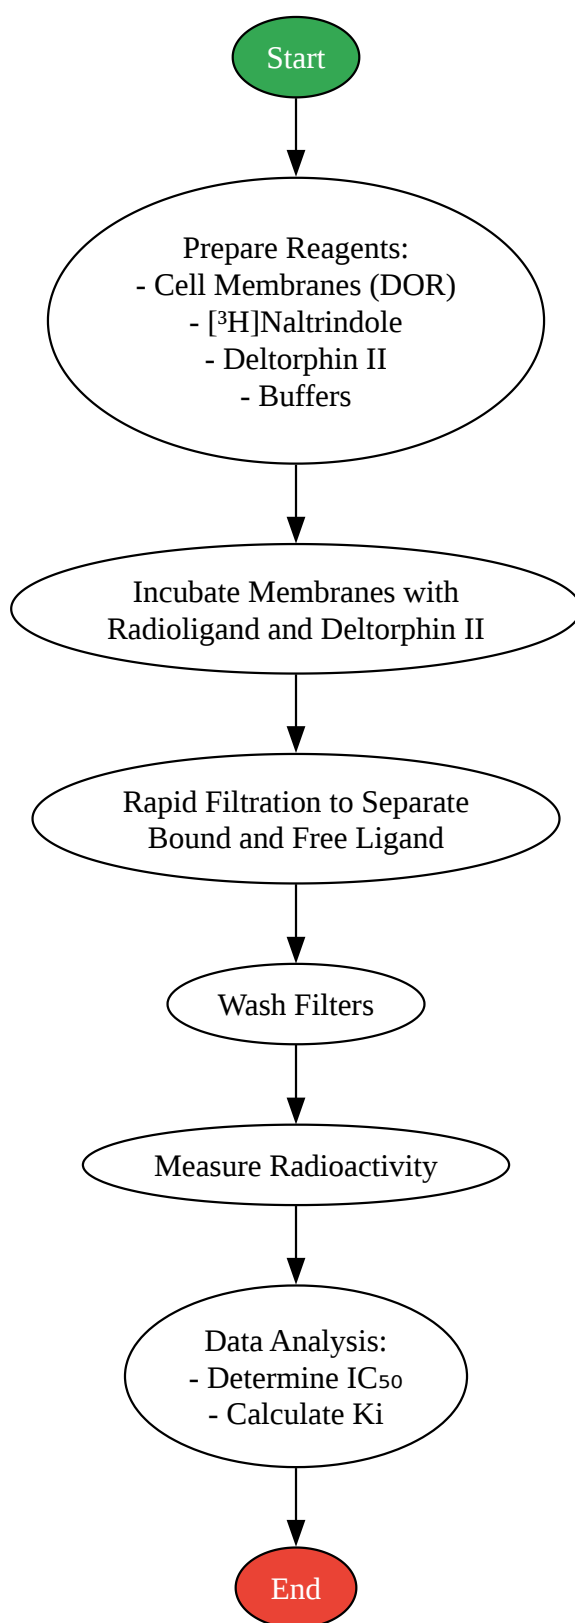 Start
Prepare Reagents:
- Cell Membranes (DOR)
- [³H]Naltrindole
- Deltorphin II
- Buffers
Incubate Membranes with
Radioligand and Deltorphin II
Rapid Filtration to Separate
Bound and Free Ligand
Wash Filters
Measure Radioactivity
Data Analysis:
- Determine IC₅₀
- Calculate Ki
End